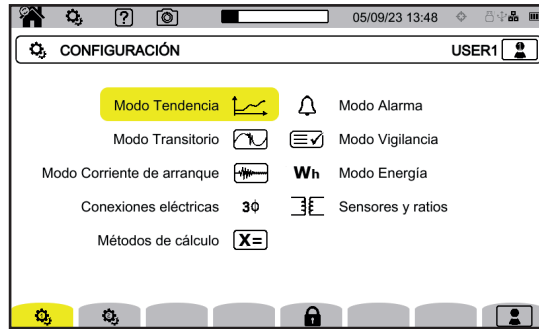 05/09/23 13:48
CONFIGURACIÓN USER1
Modo Tendencia Modo Alarma
Modo Transitorio Modo Vigilancia
Modo Corriente de arranque Wh Modo Energía
Conexiones eléctricas 3Φ Sensores y ratios
Métodos de cálculo X=